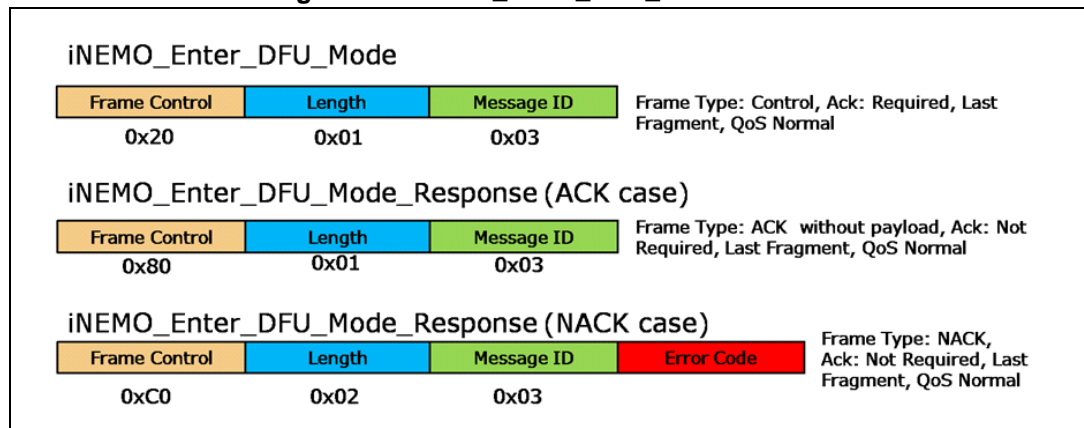 iNEMO_Enter_DFU_Mode
Frame Control Length Message ID
0x20 0x01 0x03
Frame Type: Control, Ack: Required, Last
Fragment, QoS Normal
iNEMO_Enter_DFU_Mode_Response (ACK case)
Frame Control Length Message ID
0x80 0x01 0x03
Frame Type: ACK without payload, Ack: Not
Required, Last Fragment, QoS Normal
iNEMO_Enter_DFU_Mode_Response (NACK case)
Frame Control Length Message ID Error Code
0xC0 0x02 0x03
Frame Type: NACK,
Ack: Not Required, Last
Fragment, QoS Normal